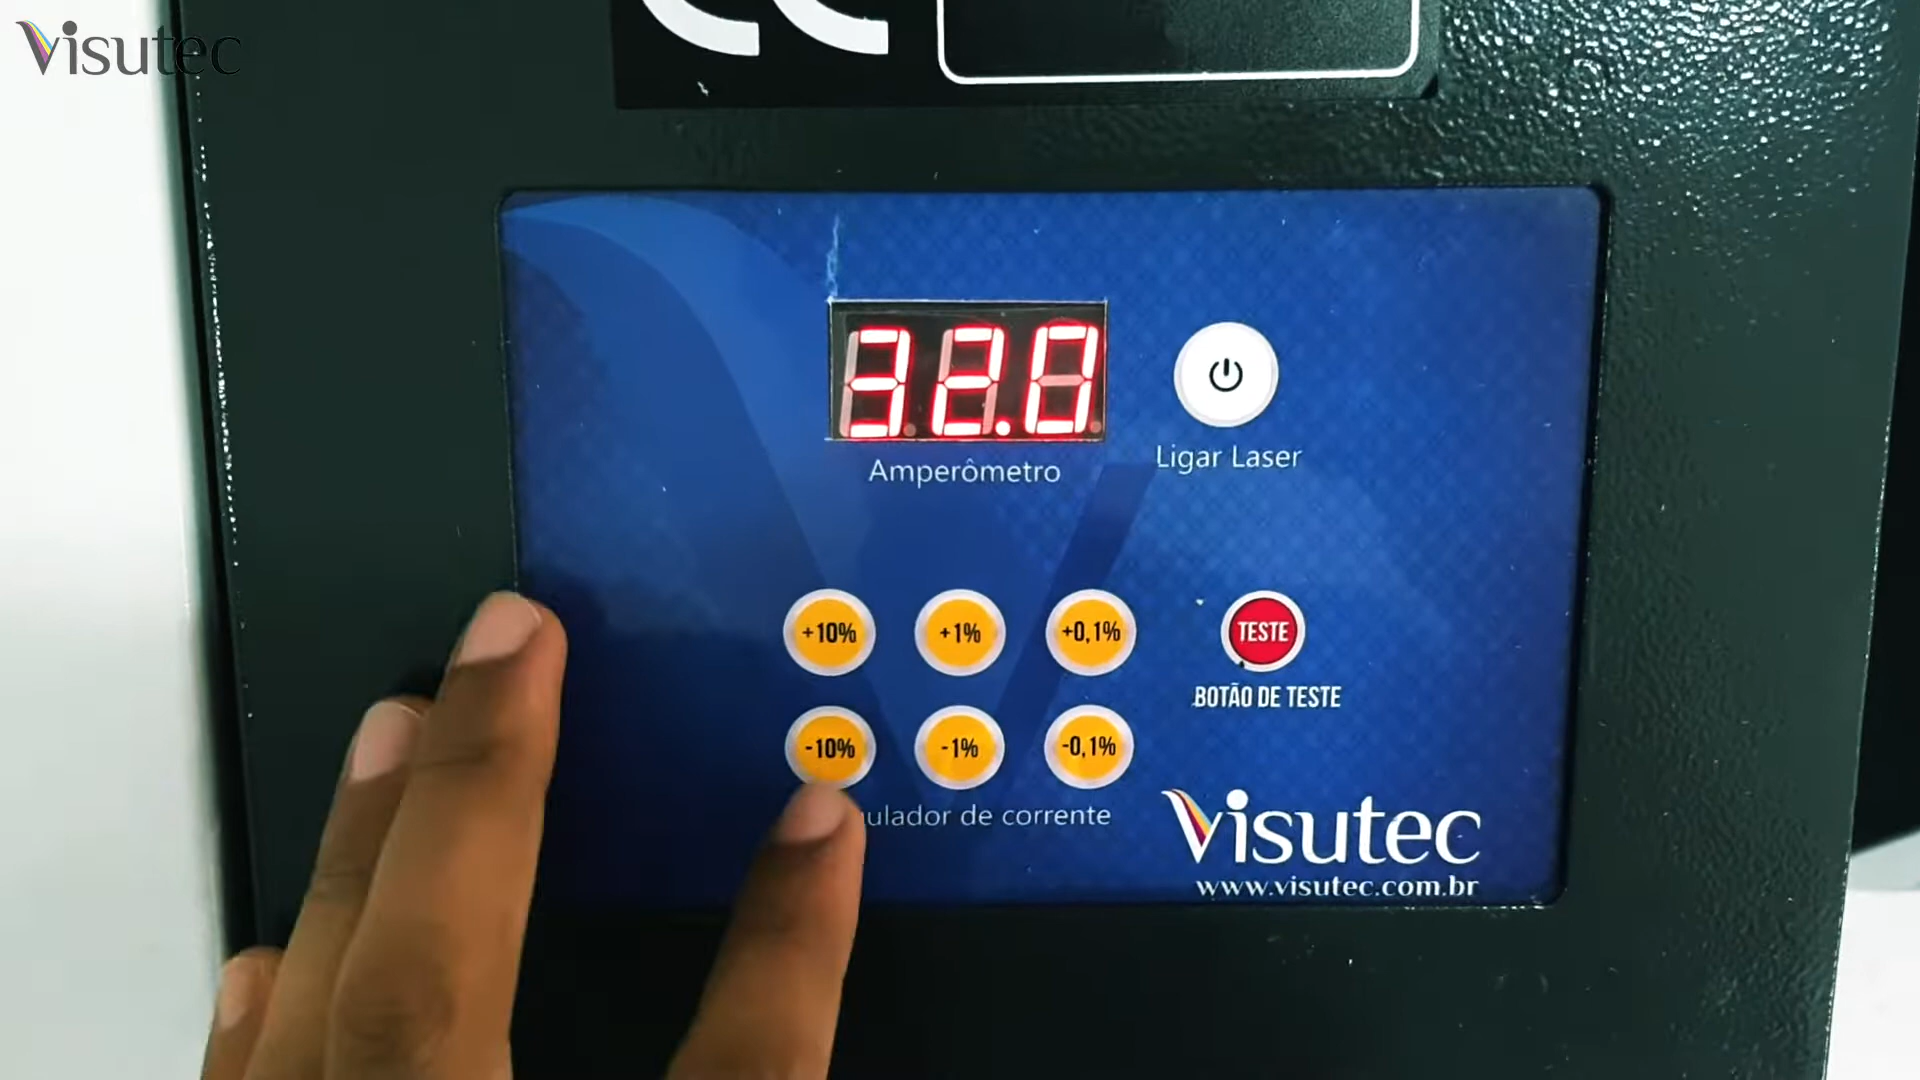 Visutec
CE
32.0
Amperômetro
Ligar Laser
+10% +1% +0,1%
TESTE
BOTÃO DE TESTE
-10% -1% -0,1%
de corrente
Visutec
www.visutec.com.br